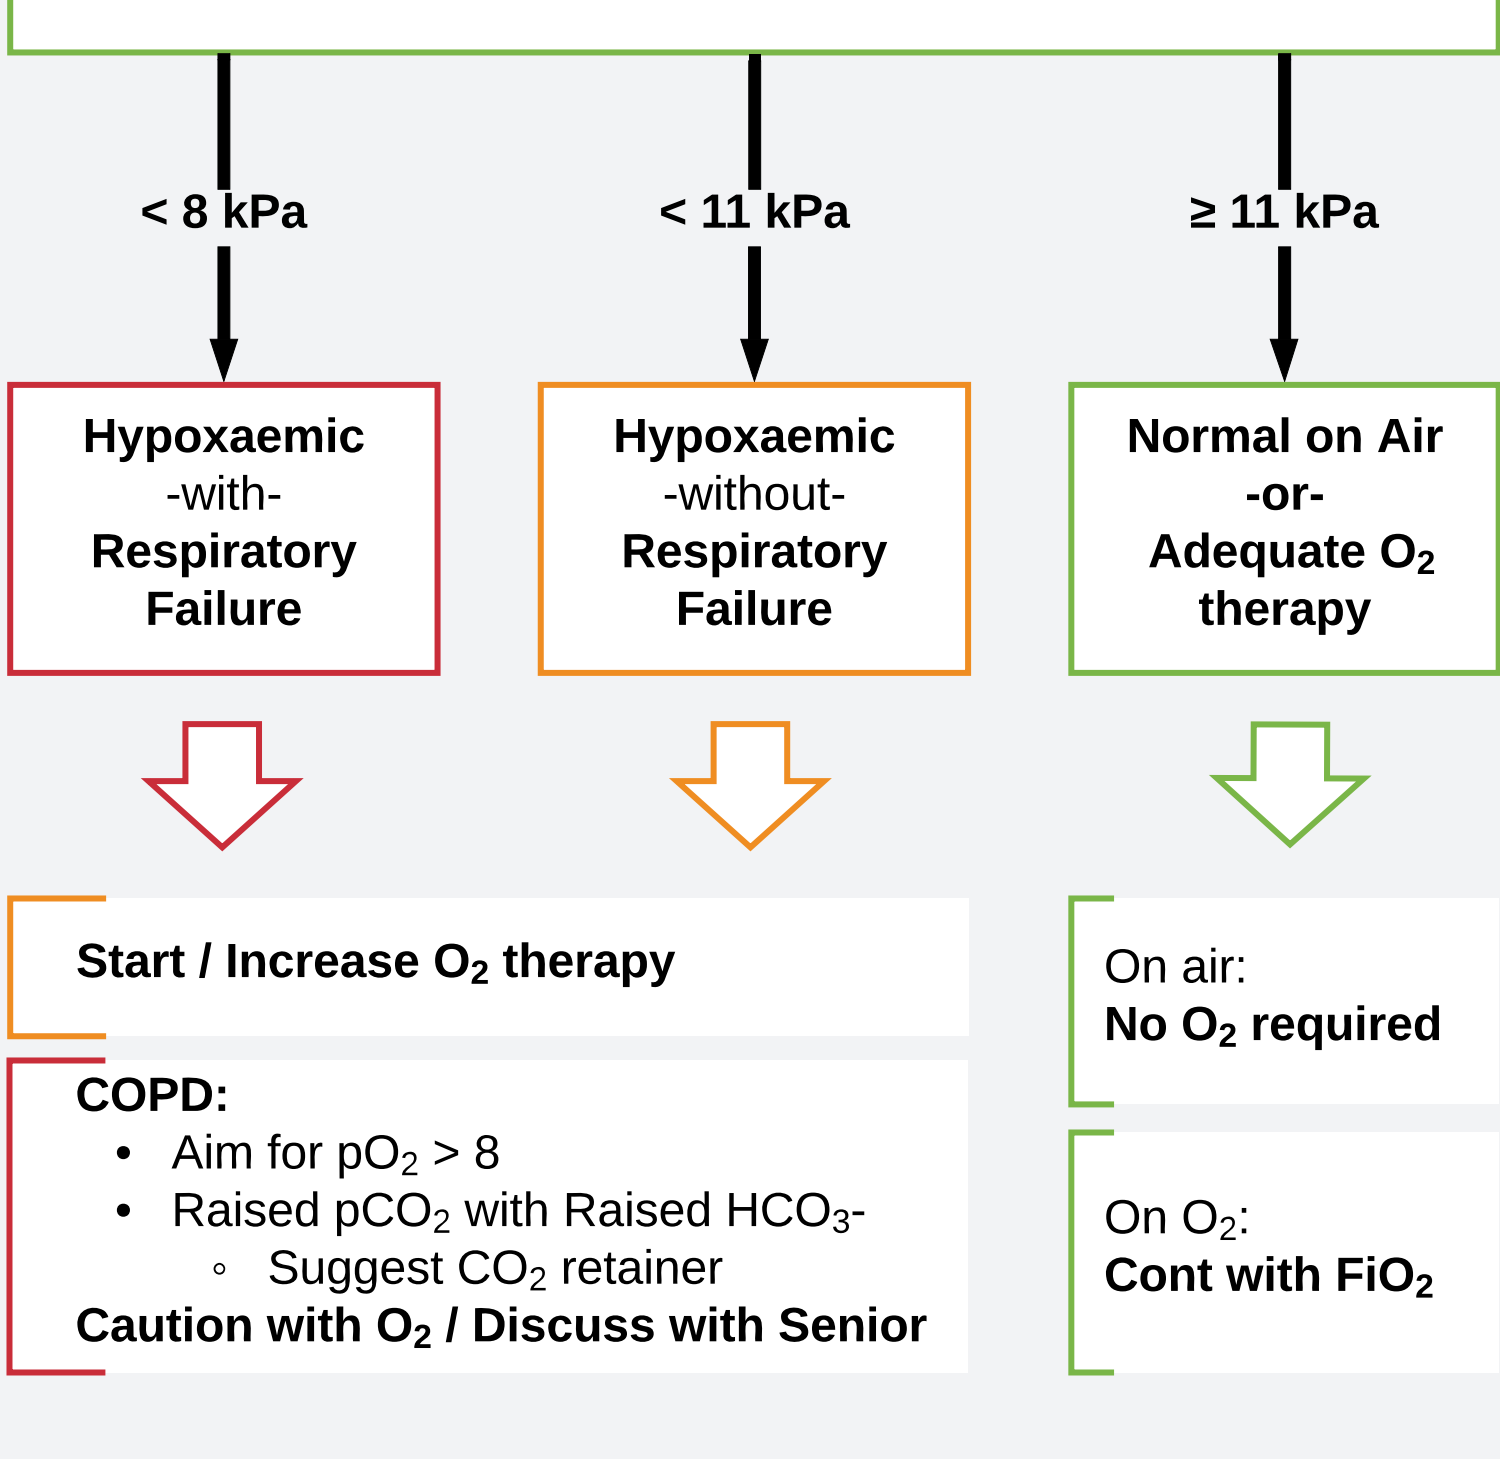 < 8 kPa
< 11 kPa
≥ 11 kPa
Hypoxaemic
-with-
Respiratory
Failure
Hypoxaemic
-without-
Respiratory
Failure
Normal on Air
-or-
Adequate O₂
therapy
Start / Increase O₂ therapy
COPD:
• Aim for pO₂ > 8
• Raised pCO₂ with Raised HCO₃-
◦ Suggest CO₂ retainer
Caution with O₂ / Discuss with Senior
On air:
No O₂ required
On O₂:
Cont with FiO₂